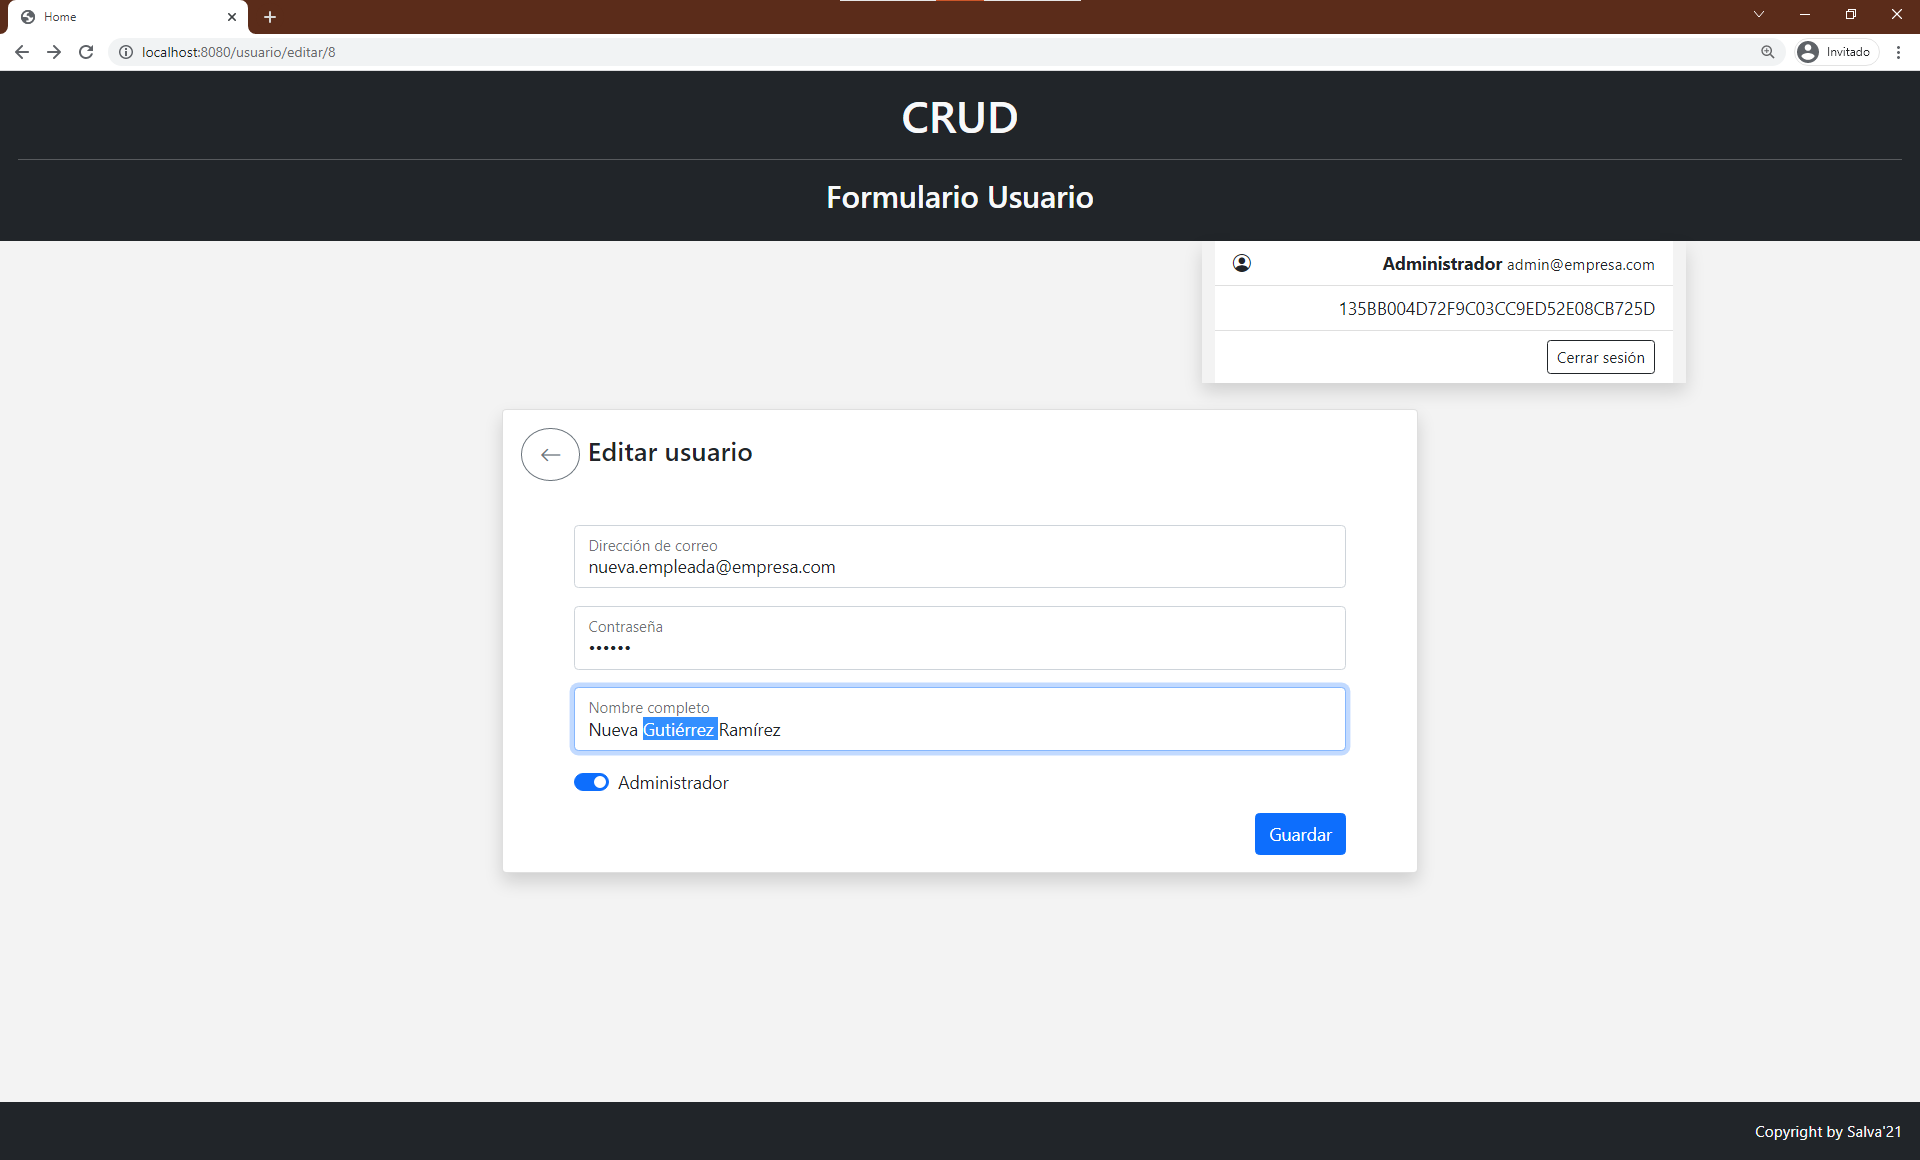 Home
localhost:8080/usuario/editar/8
Invitado
CRUD
Formulario Usuario
Administrador admin@empresa.com
135BB004D72F9C03CC9ED52E08CB725D
Cerrar sesión
Editar usuario
Dirección de correo
nueva.empleada@empresa.com
Contraseña
••••••
Nombre completo
Nueva Gutiérrez Ramírez
Administrador
Guardar
Copyright by Salva'21